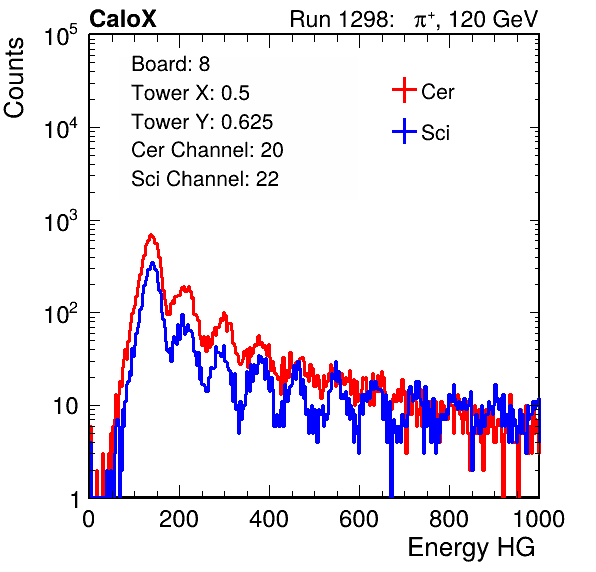 CaloX Run 1298: π⁺, 120 GeV
Counts
10⁵
10⁴
10³
10²
10
1
Board: 8
Tower X: 0.5
Tower Y: 0.625
Cer Channel: 20
Sci Channel: 22
Cer
Sci
0 200 400 600 800 1000
Energy HG